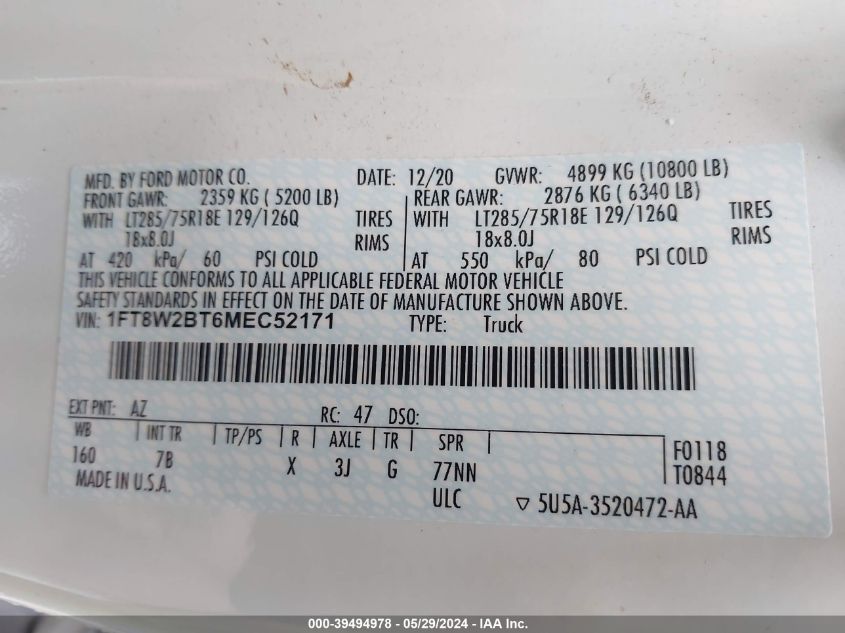 MFD. BY FORD MOTOR CO. DATE: 12/20 GVWR: 4899 KG (10800 LB)
FRONT GAWR: 2359 KG ( 5200 LB) REAR GAWR: 2876 KG ( 6340 LB)
WITH LT285/75R18E 129/126Q TIRES WITH LT285/75R18E 129/126Q TIRES
18x8.0J RIMS 18x8.0J RIMS
AT 420 kPa/ 60 PSI COLD AT 550 kPa/ 80 PSI COLD
THIS VEHICLE CONFORMS TO ALL APPLICABLE FEDERAL MOTOR VEHICLE
SAFETY STANDARDS IN EFFECT ON THE DATE OF MANUFACTURE SHOWN ABOVE.
VIN: 1FT8W2BT6MEC52171 TYPE: Truck
EXT PNT: AZ RC: 47 DSO:
WB INT TR TP/PS R AXLE TR SPR F0118
160 7B X 3J G 77NN T0844
MADE IN U.S.A. ULC 5U5A-3520472-AA
000-39494978 - 05/29/2024 - IAA Inc.